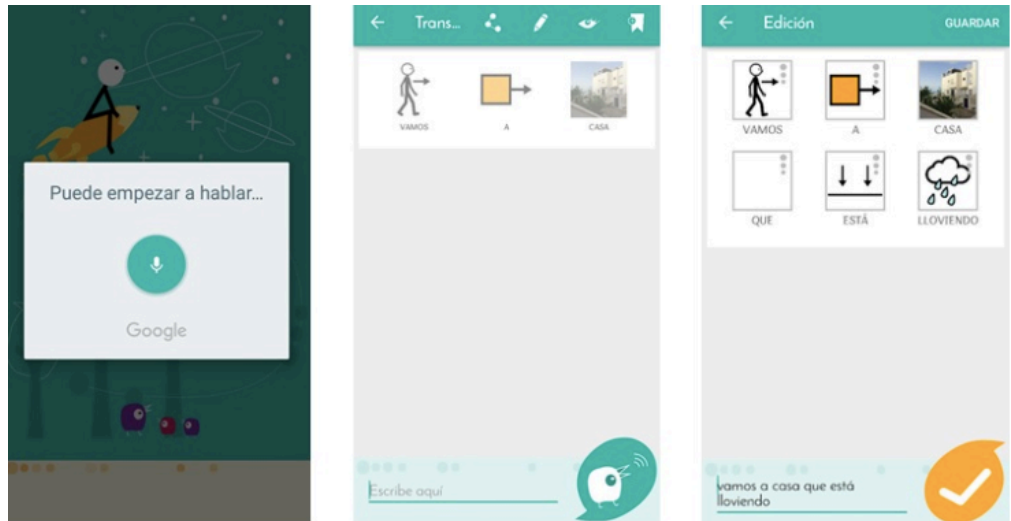 Puede empezar a hablar...
Google
Trans...
VAMOS A CASA
Escribe aquí
Edición GUARDAR
VAMOS A CASA
QUE ESTÁ LLOVIENDO
vamos a casa que está
lloviendo